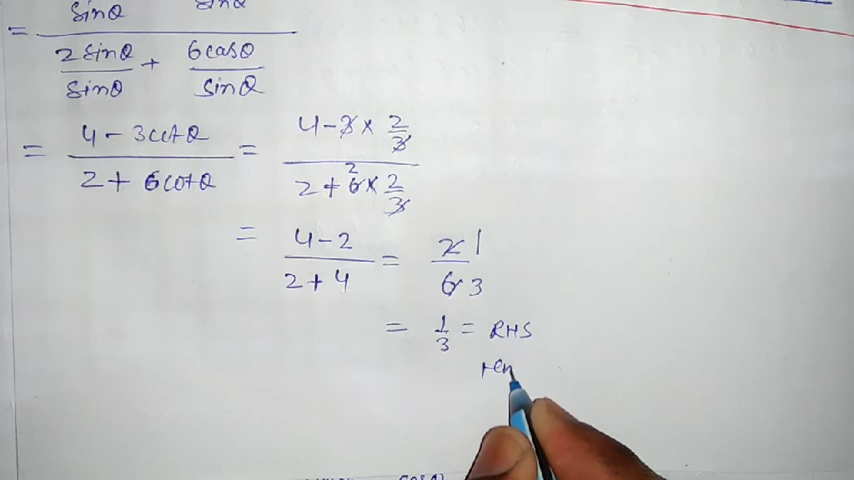 sinθ sinθ
= 2sinθ/sinθ + 6cosθ/sinθ
= 4 - 3cotθ / 2 + 6cotθ = 4 - 3 × 2/3 / 2 + 6 2 × 2/3
= 4 - 2 / 2 + 4 = 2 1 / 6 3
= 1/3 = RHS